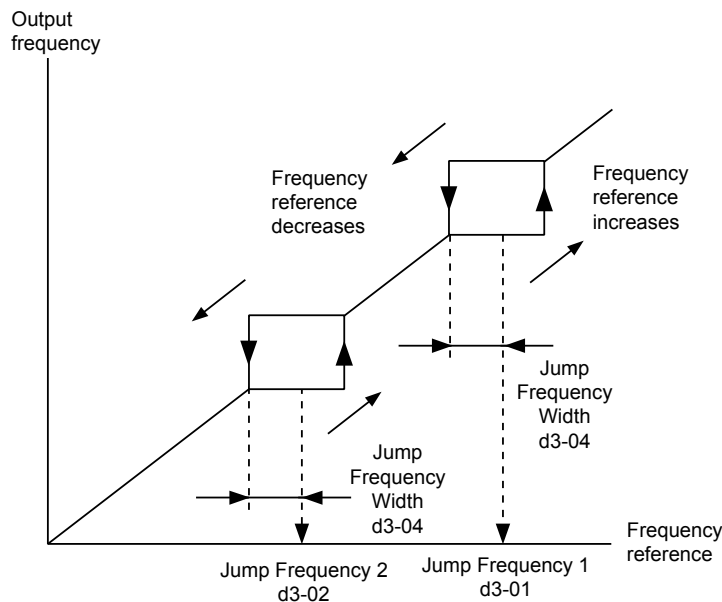 Output
frequency
Frequency
reference
decreases
Frequency
reference
increases
Jump
Frequency
Width
d3-04
Jump
Frequency
Width
d3-04
Frequency
reference
Jump Frequency 2
d3-02
Jump Frequency 1
d3-01